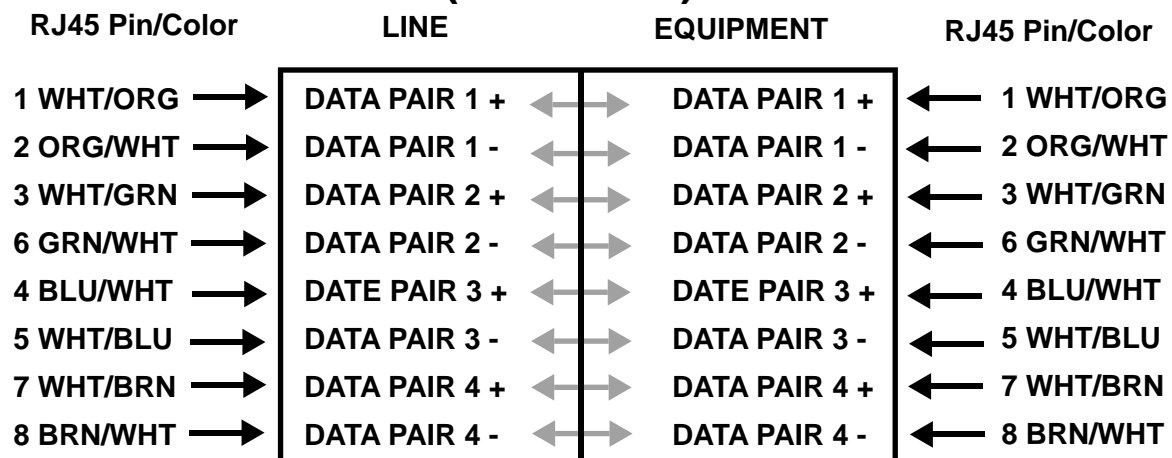 RJ45 Pin/Color LINE EQUIPMENT RJ45 Pin/Color
1 WHT/ORG DATA PAIR 1 + DATA PAIR 1 + 1 WHT/ORG
2 ORG/WHT DATA PAIR 1 - DATA PAIR 1 - 2 ORG/WHT
3 WHT/GRN DATA PAIR 2 + DATA PAIR 2 + 3 WHT/GRN
6 GRN/WHT DATA PAIR 2 - DATA PAIR 2 - 6 GRN/WHT
4 BLU/WHT DATE PAIR 3 + DATE PAIR 3 + 4 BLU/WHT
5 WHT/BLU DATA PAIR 3 - DATA PAIR 3 - 5 WHT/BLU
7 WHT/BRN DATA PAIR 4 + DATA PAIR 4 + 7 WHT/BRN
8 BRN/WHT DATA PAIR 4 - DATA PAIR 4 - 8 BRN/WHT